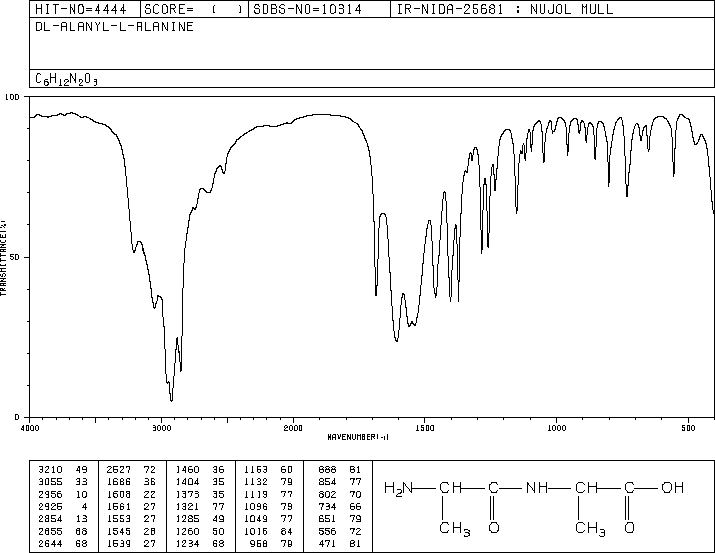 HIT-NO=4444 SCORE= ( ) SDBS-NO=10314 IR-NIDA-25681 : NUJOL MULL
DL-ALANYL-L-ALANINE
C6H12N2O3
100
50
0
TRANSMITTANCE(%)
4000 3000 2000 1500 1000 500
WAVENUMBER(-1)
3210 49 2527 72 1460 36 1153 60 888 81
3055 33 1686 36 1404 35 1132 79 854 77
2956 10 1608 22 1373 35 1119 77 802 70
2925 4 1561 27 1321 77 1096 79 734 66
2854 13 1553 27 1285 49 1049 77 651 79
2655 68 1545 28 1260 50 1016 84 556 72
2644 68 1539 27 1234 68 958 79 471 81
H2N CH C NH CH C OH
CH3 O CH3 O